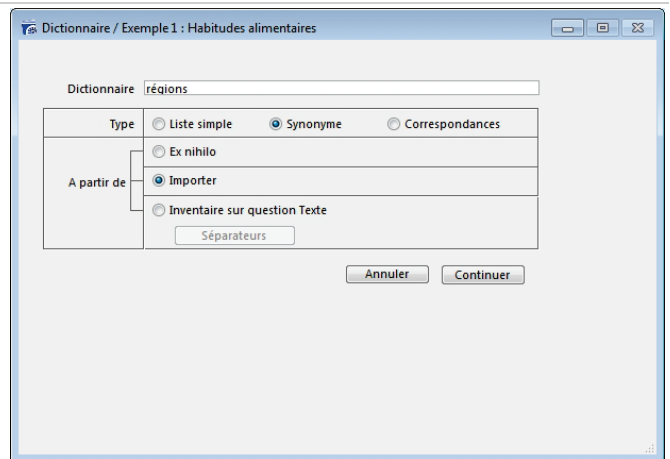 Dictionnaire / Exemple 1 : Habitudes alimentaires
Dictionnaire régions
Type Liste simple Synonyme Correspondances
Ex nihilo
A partir de Importer
Inventaire sur question Texte
Séparateurs
Annuler Continuer